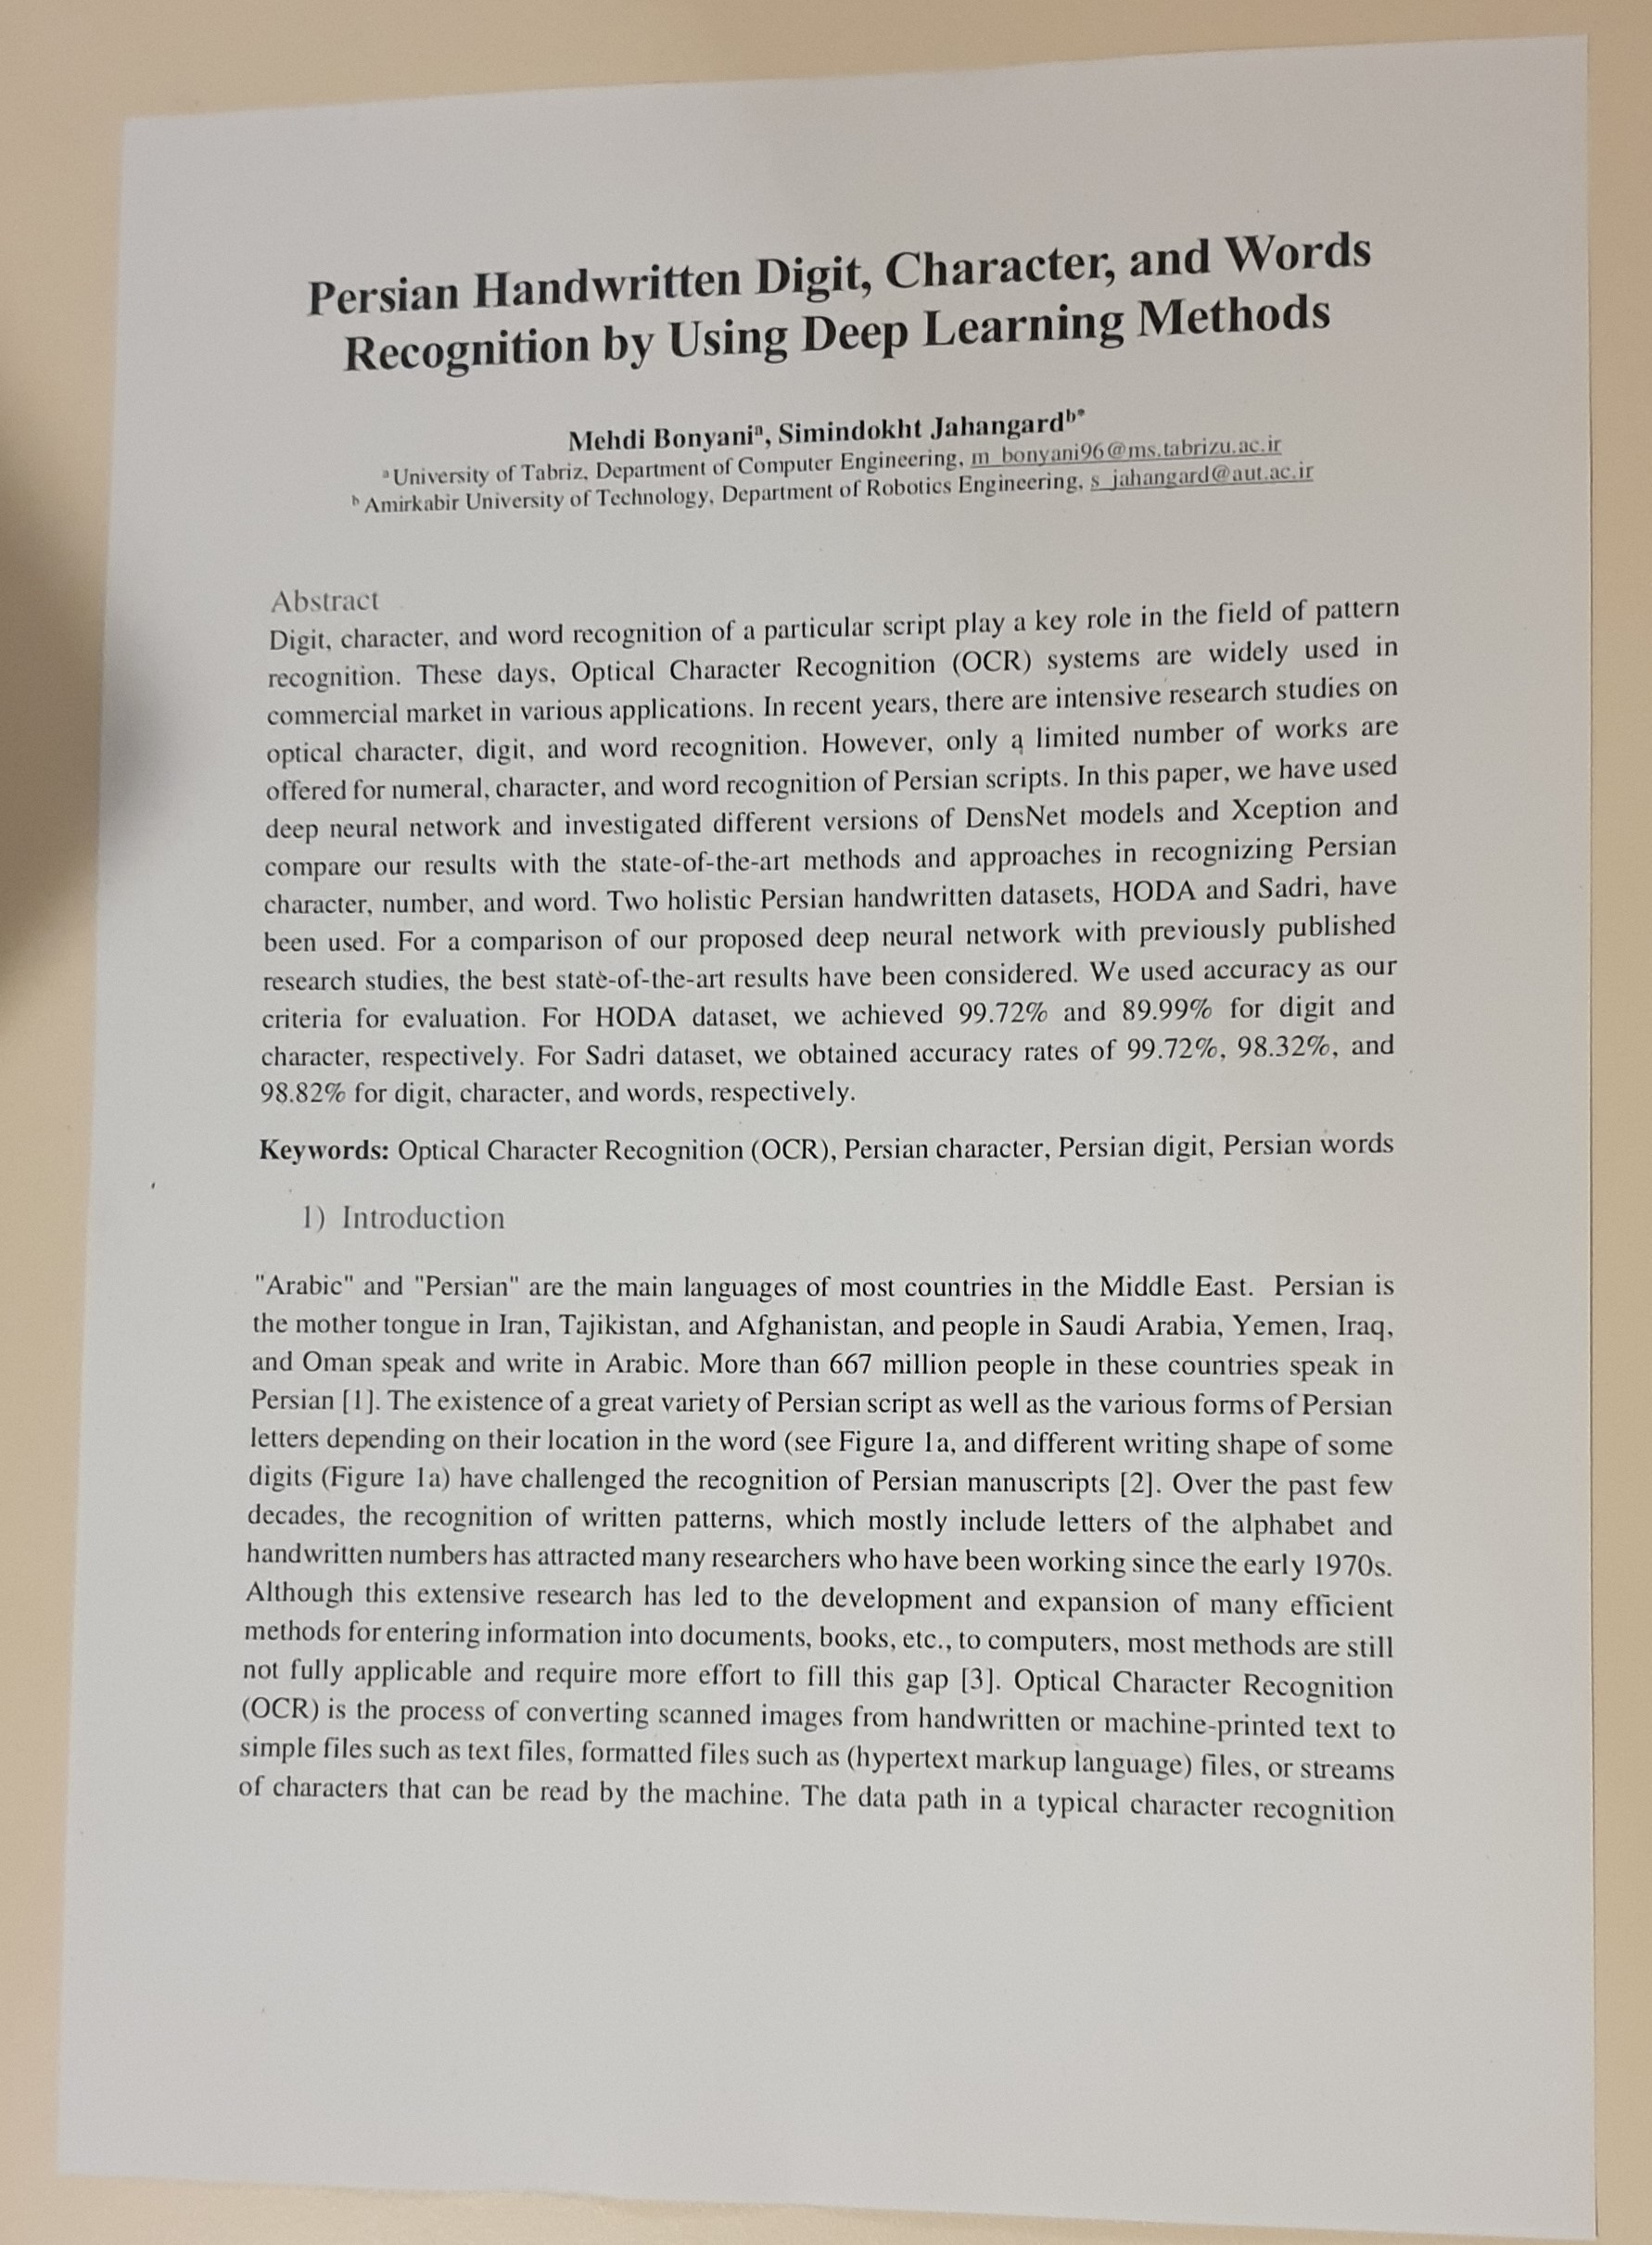 Persian Handwritten Digit, Character, and Words
Recognition by Using Deep Learning Methods
Mehdi Bonyaniᵃ, Simindokht Jahangardᵇ*
ᵃ University of Tabriz, Department of Computer Engineering, m_bonyani96@ms.tabrizu.ac.ir
ᵇ Amirkabir University of Technology, Department of Robotics Engineering, s_jahangard@aut.ac.ir
Abstract
Digit, character, and word recognition of a particular script play a key role in the field of pattern
recognition. These days, Optical Character Recognition (OCR) systems are widely used in
commercial market in various applications. In recent years, there are intensive research studies on
optical character, digit, and word recognition. However, only a limited number of works are
offered for numeral, character, and word recognition of Persian scripts. In this paper, we have used
deep neural network and investigated different versions of DensNet models and Xception and
compare our results with the state-of-the-art methods and approaches in recognizing Persian
character, number, and word. Two holistic Persian handwritten datasets, HODA and Sadri, have
been used. For a comparison of our proposed deep neural network with previously published
research studies, the best state-of-the-art results have been considered. We used accuracy as our
criteria for evaluation. For HODA dataset, we achieved 99.72% and 89.99% for digit and
character, respectively. For Sadri dataset, we obtained accuracy rates of 99.72%, 98.32%, and
98.82% for digit, character, and words, respectively.
Keywords: Optical Character Recognition (OCR), Persian character, Persian digit, Persian words
1) Introduction
"Arabic" and "Persian" are the main languages of most countries in the Middle East. Persian is
the mother tongue in Iran, Tajikistan, and Afghanistan, and people in Saudi Arabia, Yemen, Iraq,
and Oman speak and write in Arabic. More than 667 million people in these countries speak in
Persian [1]. The existence of a great variety of Persian script as well as the various forms of Persian
letters depending on their location in the word (see Figure 1a, and different writing shape of some
digits (Figure 1a) have challenged the recognition of Persian manuscripts [2]. Over the past few
decades, the recognition of written patterns, which mostly include letters of the alphabet and
handwritten numbers has attracted many researchers who have been working since the early 1970s.
Although this extensive research has led to the development and expansion of many efficient
methods for entering information into documents, books, etc., to computers, most methods are still
not fully applicable and require more effort to fill this gap [3]. Optical Character Recognition
(OCR) is the process of converting scanned images from handwritten or machine-printed text to
simple files such as text files, formatted files such as (hypertext markup language) files, or streams
of characters that can be read by the machine. The data path in a typical character recognition